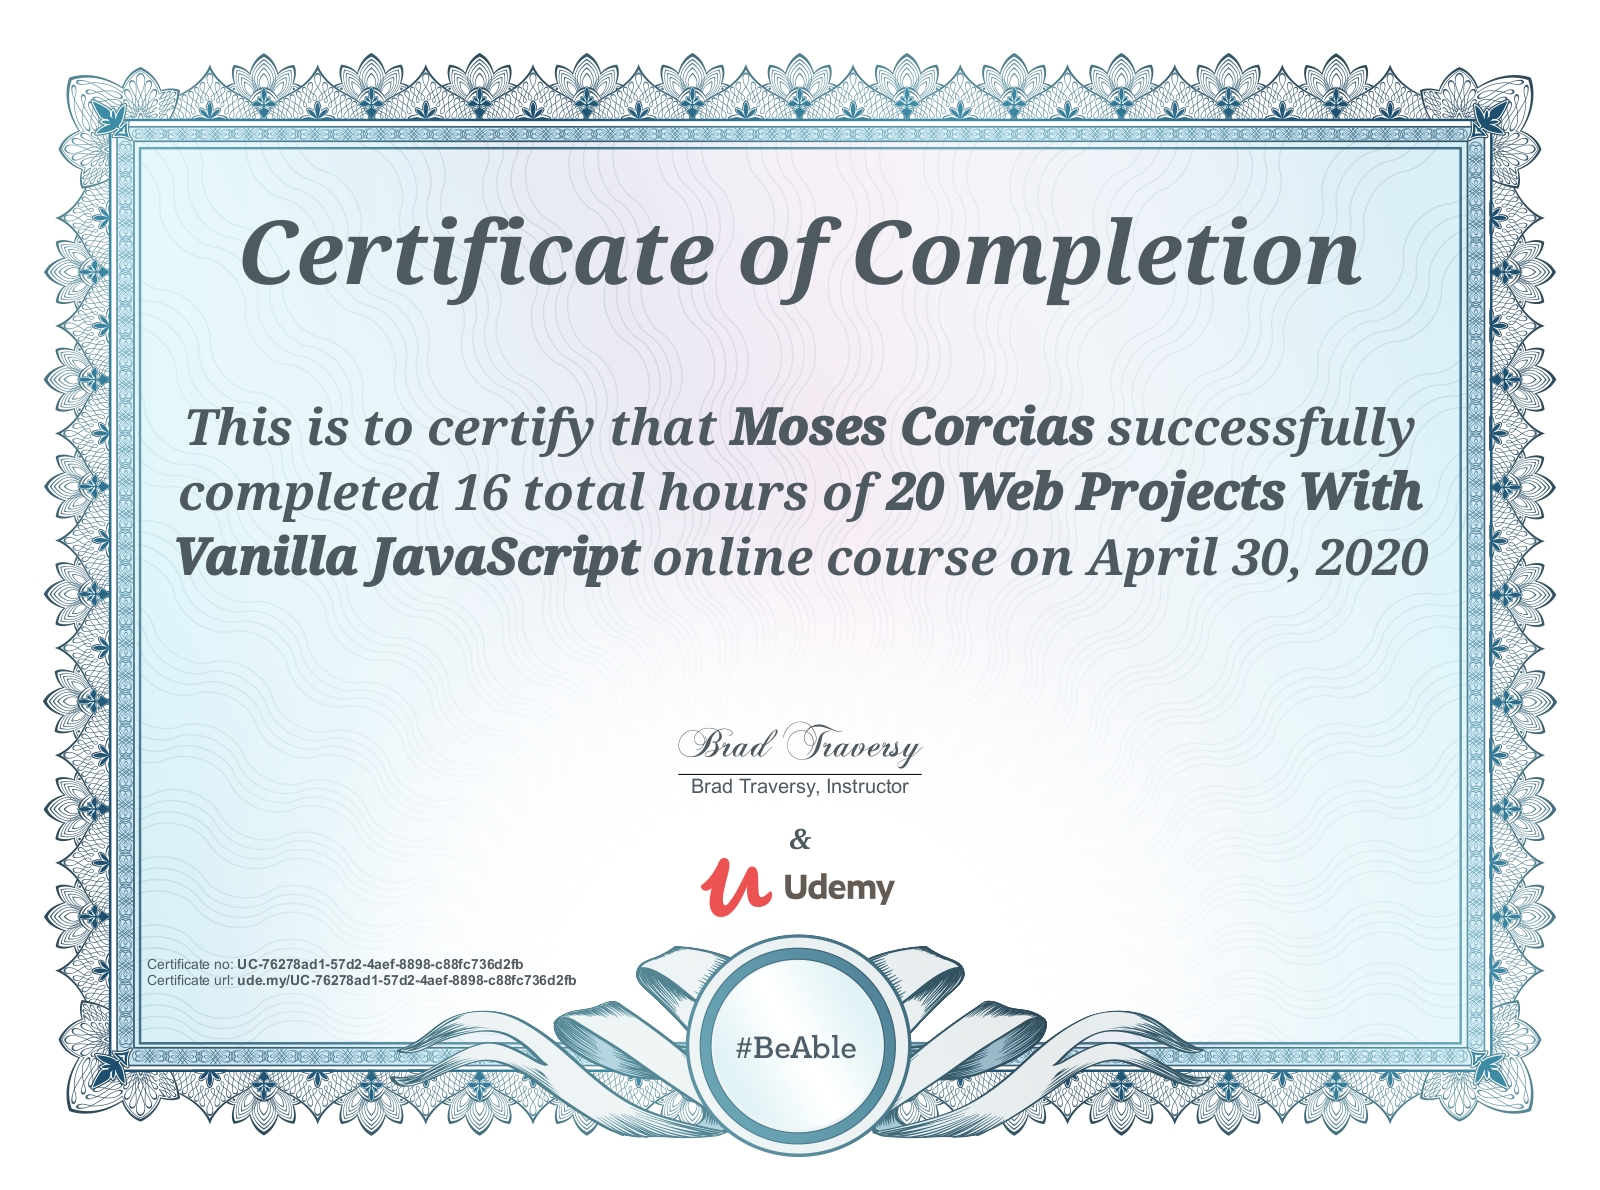 Certificate of Completion
This is to certify that Moses Corcias successfully
completed 16 total hours of 20 Web Projects With
Vanilla JavaScript online course on April 30, 2020
Brad Traversy
Brad Traversy, Instructor
&
Udemy
Certificate no: UC-76278ad1-57d2-4aef-8898-c88fc736d2fb
Certificate url: ude.my/UC-76278ad1-57d2-4aef-8898-c88fc736d2fb
#BeAble